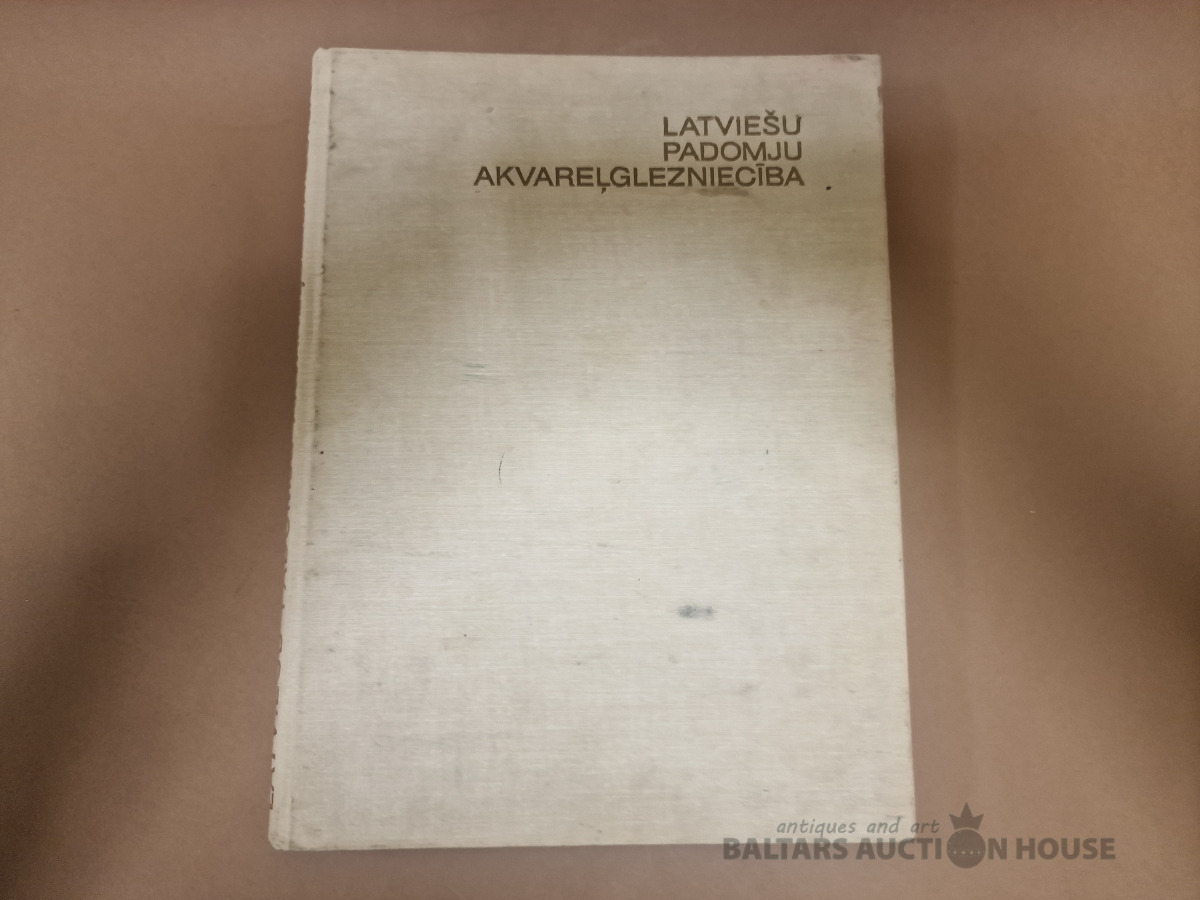 LATVIEŠU
PADOMJU
AKVAREĻGLEZNIECĪBA
antiques and art
BALTARS AUCTION HOUSE